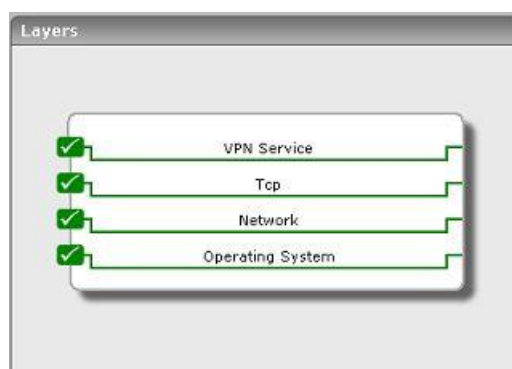 Layers
VPN Service
Tcp
Network
Operating System